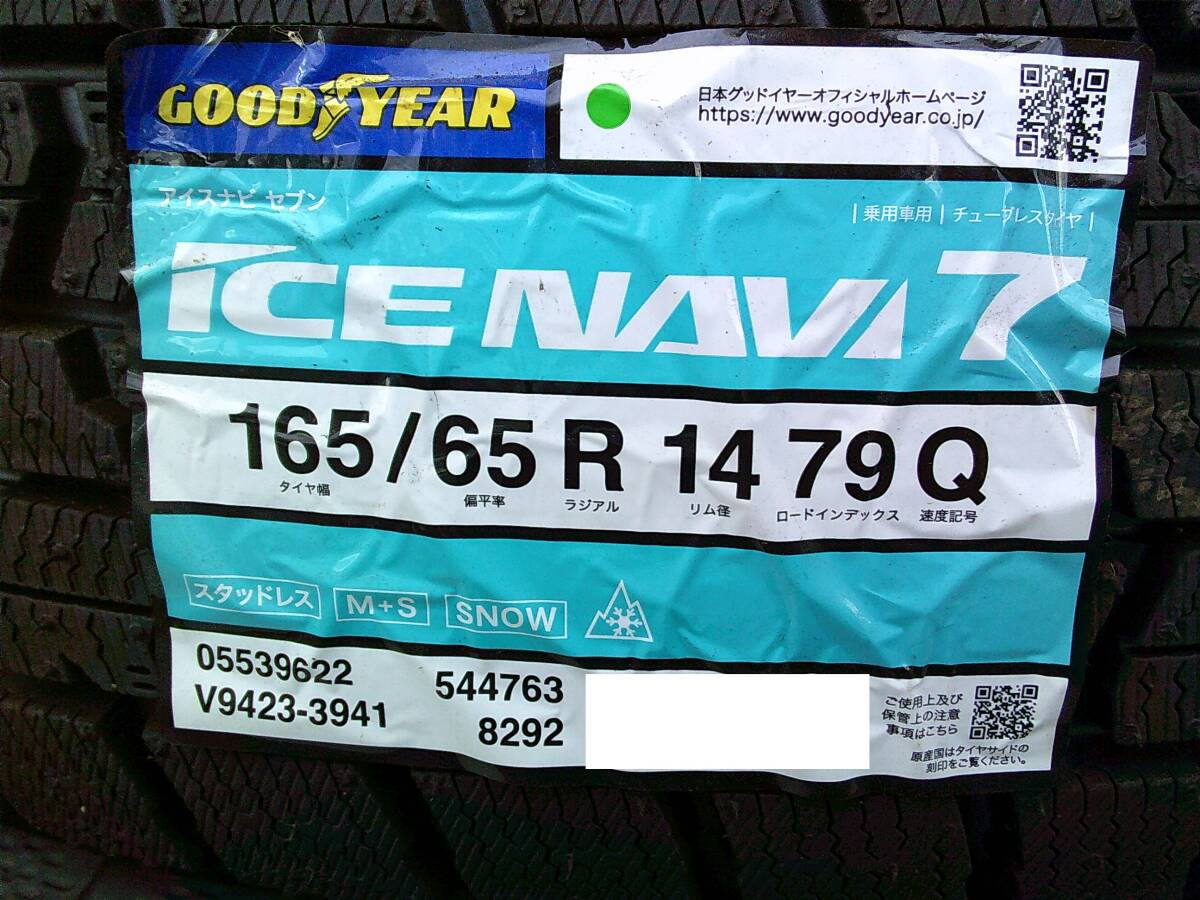 GOODYEAR
日本グッドイヤーオフィシャルホームページ
https://www.goodyear.co.jp/
アイスナビ セブン
| 乗用車用 | チューブレスタイヤ |
ICE NAVI 7
165/65 R 14 79 Q
タイヤ幅 偏平率 ラジアル リム径 ロードインデックス 速度記号
スタッドレス M+S SNOW
05539622 544763
V9423-3941 8292
ご使用上及び
保管上の注意
事項はこちら
原産国はタイヤサイドの
刻印をご覧ください。